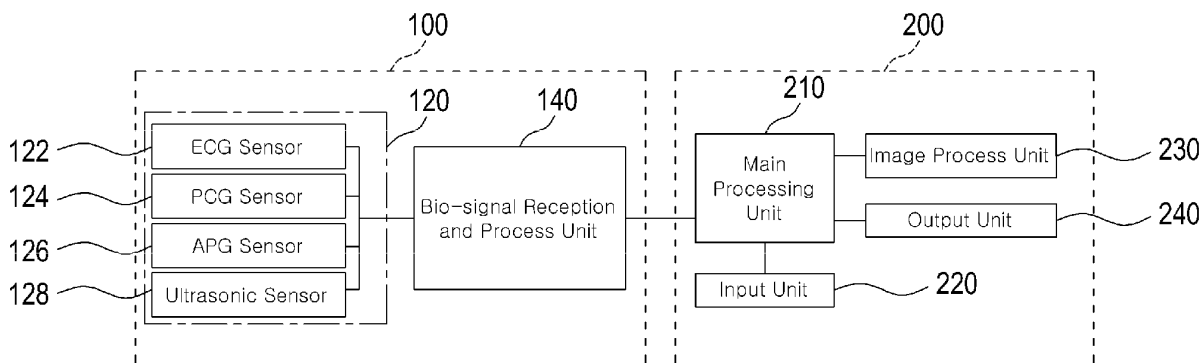 100
200
120
140
210
122
ECG Sensor
124
PCG Sensor
126
APG Sensor
128
Ultrasonic Sensor
Bio-signal Reception
and Process Unit
Main
Processing
Unit
Image Process Unit
230
Output Unit
240
Input Unit
220